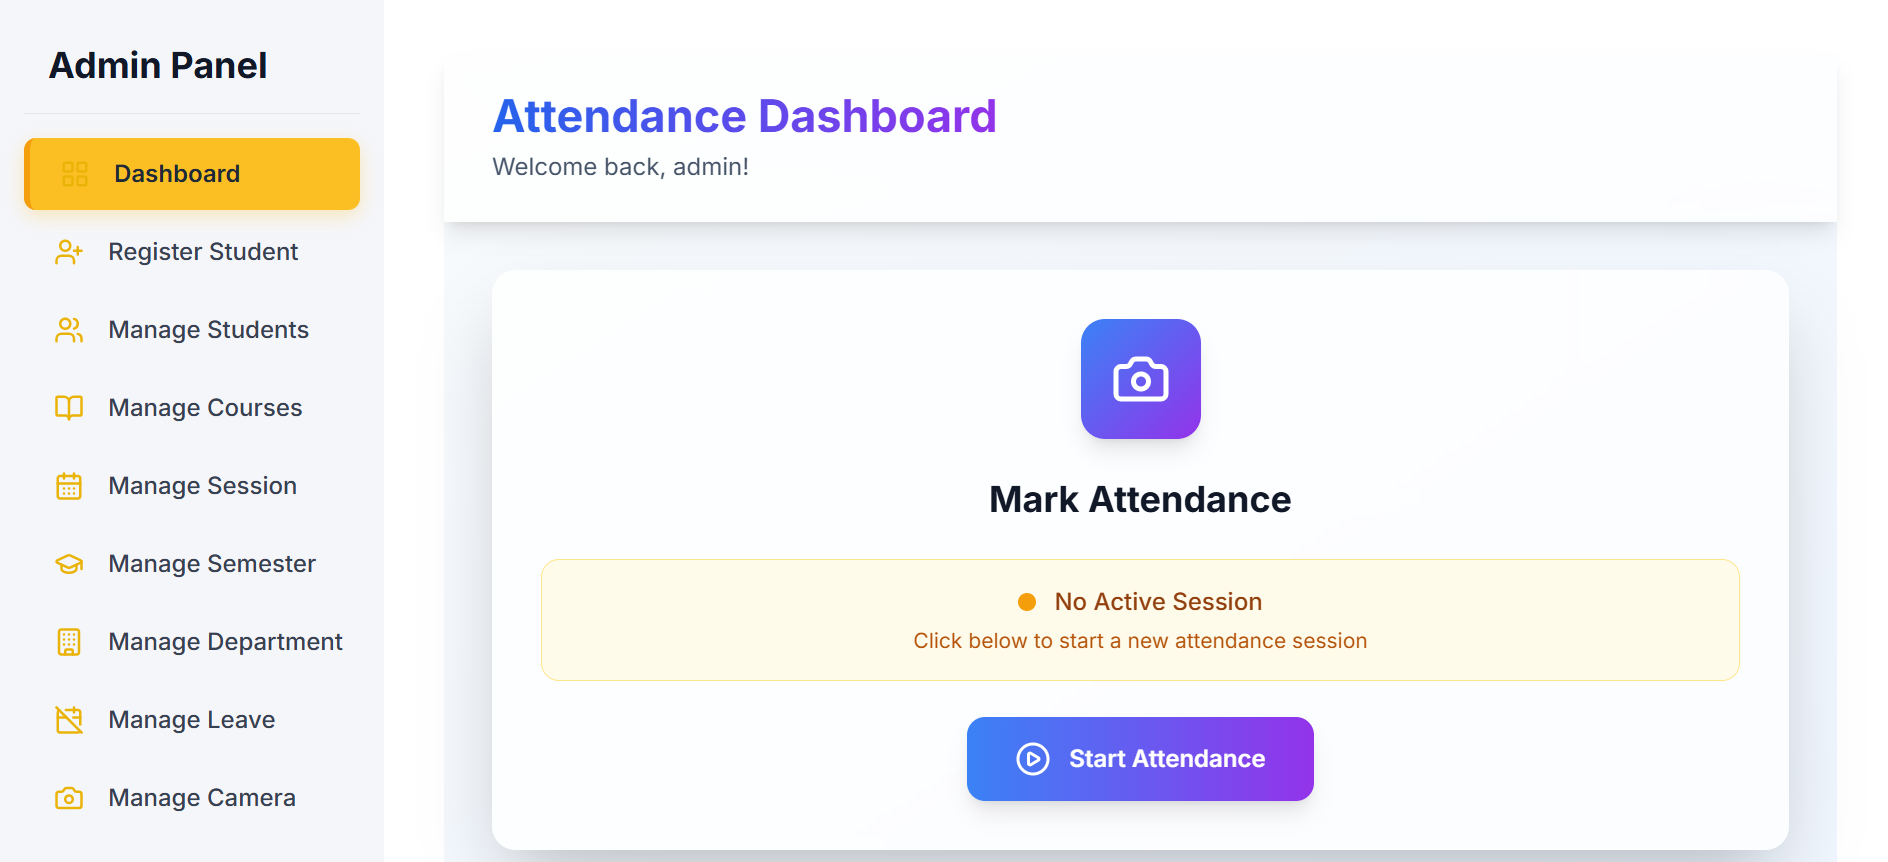 Admin Panel
Dashboard
Register Student
Manage Students
Manage Courses
Manage Session
Manage Semester
Manage Department
Manage Leave
Manage Camera
Attendance Dashboard
Welcome back, admin!
Mark Attendance
No Active Session
Click below to start a new attendance session
Start Attendance